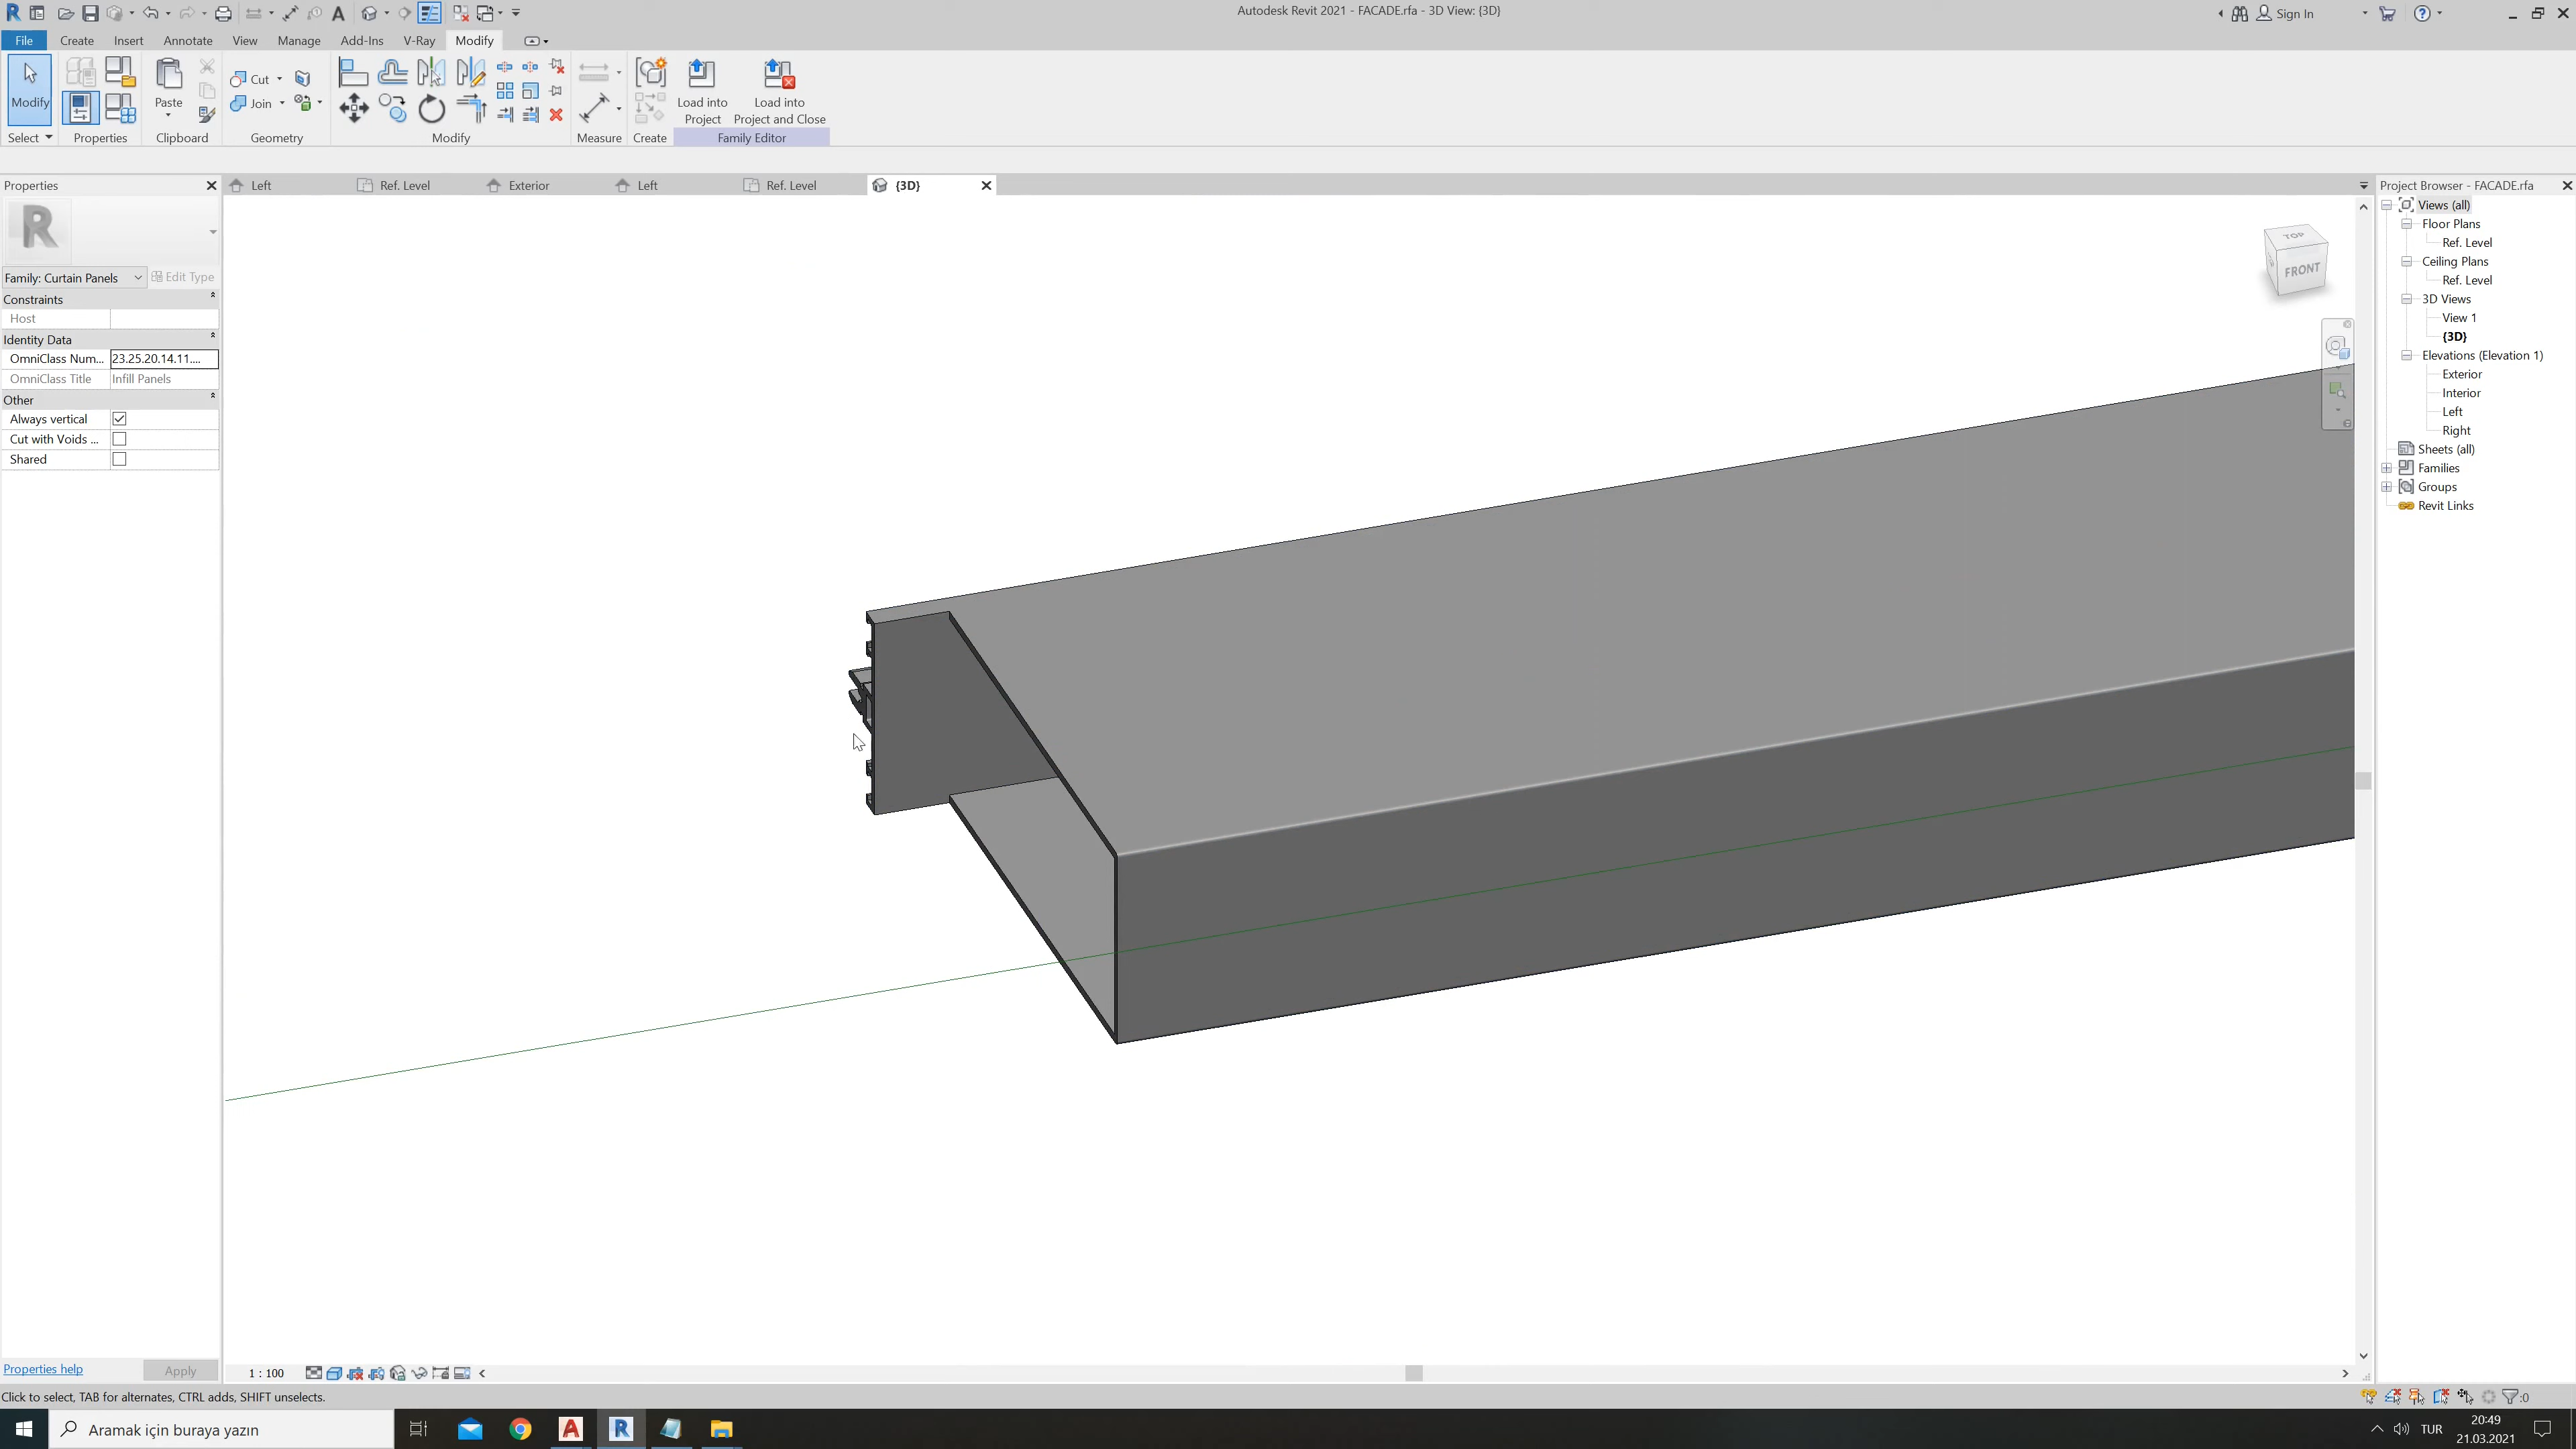 Autodesk Revit 2021 - FACADE.rfa - 3D View: {3D}
Sign In
File Create Insert Annotate View Manage Add-Ins V-Ray Modify
Modify
Paste
Cut
Join
Load into Project
Load into Project and Close
Select Properties Clipboard Geometry Modify Measure Create Family Editor
Properties
Left
Ref. Level
Exterior
Left
Ref. Level
{3D}
Project Browser - FACADE.rfa
Family: Curtain Panels
Edit Type
Constraints
Host
Identity Data
OmniClass Num... 23.25.20.14.11....
OmniClass Title Infill Panels
Other
Always vertical
Cut with Voids ...
Shared
TOP
FRONT
Views (all)
Floor Plans
Ref. Level
Ceiling Plans
Ref. Level
3D Views
View 1
{3D}
Elevations (Elevation 1)
Exterior
Interior
Left
Right
Sheets (all)
Families
Groups
Revit Links
Properties help
Apply
1 : 100
Click to select, TAB for alternates, CTRL adds, SHIFT unselects.
:0
Aramak için buraya yazın
TUR
20:49
21.03.2021